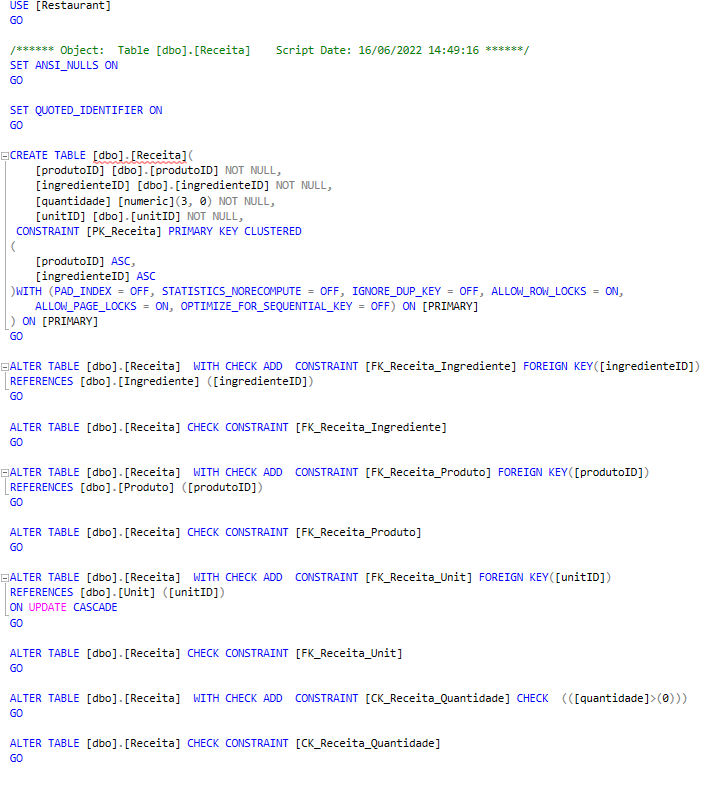 USE [Restaurant]
GO
/****** Object:  Table [dbo].[Receita]    Script Date: 16/06/2022 14:49:16 ******/
SET ANSI_NULLS ON
GO
SET QUOTED_IDENTIFIER ON
GO
CREATE TABLE [dbo].[Receita](
    [produtoID] [dbo].[produtoID] NOT NULL,
    [ingredienteID] [dbo].[ingredienteID] NOT NULL,
    [quantidade] [numeric](3, 0) NOT NULL,
    [unitID] [dbo].[unitID] NOT NULL,
 CONSTRAINT [PK_Receita] PRIMARY KEY CLUSTERED
(
    [produtoID] ASC,
    [ingredienteID] ASC
)WITH (PAD_INDEX = OFF, STATISTICS_NORECOMPUTE = OFF, IGNORE_DUP_KEY = OFF, ALLOW_ROW_LOCKS = ON,
    ALLOW_PAGE_LOCKS = ON, OPTIMIZE_FOR_SEQUENTIAL_KEY = OFF) ON [PRIMARY]
) ON [PRIMARY]
GO
ALTER TABLE [dbo].[Receita]  WITH CHECK ADD  CONSTRAINT [FK_Receita_Ingrediente] FOREIGN KEY([ingredienteID])
REFERENCES [dbo].[Ingrediente] ([ingredienteID])
GO
ALTER TABLE [dbo].[Receita] CHECK CONSTRAINT [FK_Receita_Ingrediente]
GO
ALTER TABLE [dbo].[Receita]  WITH CHECK ADD  CONSTRAINT [FK_Receita_Produto] FOREIGN KEY([produtoID])
REFERENCES [dbo].[Produto] ([produtoID])
GO
ALTER TABLE [dbo].[Receita] CHECK CONSTRAINT [FK_Receita_Produto]
GO
ALTER TABLE [dbo].[Receita]  WITH CHECK ADD  CONSTRAINT [FK_Receita_Unit] FOREIGN KEY([unitID])
REFERENCES [dbo].[Unit] ([unitID])
ON UPDATE CASCADE
GO
ALTER TABLE [dbo].[Receita] CHECK CONSTRAINT [FK_Receita_Unit]
GO
ALTER TABLE [dbo].[Receita]  WITH CHECK ADD  CONSTRAINT [CK_Receita_Quantidade] CHECK  (([quantidade]>(0)))
GO
ALTER TABLE [dbo].[Receita] CHECK CONSTRAINT [CK_Receita_Quantidade]
GO